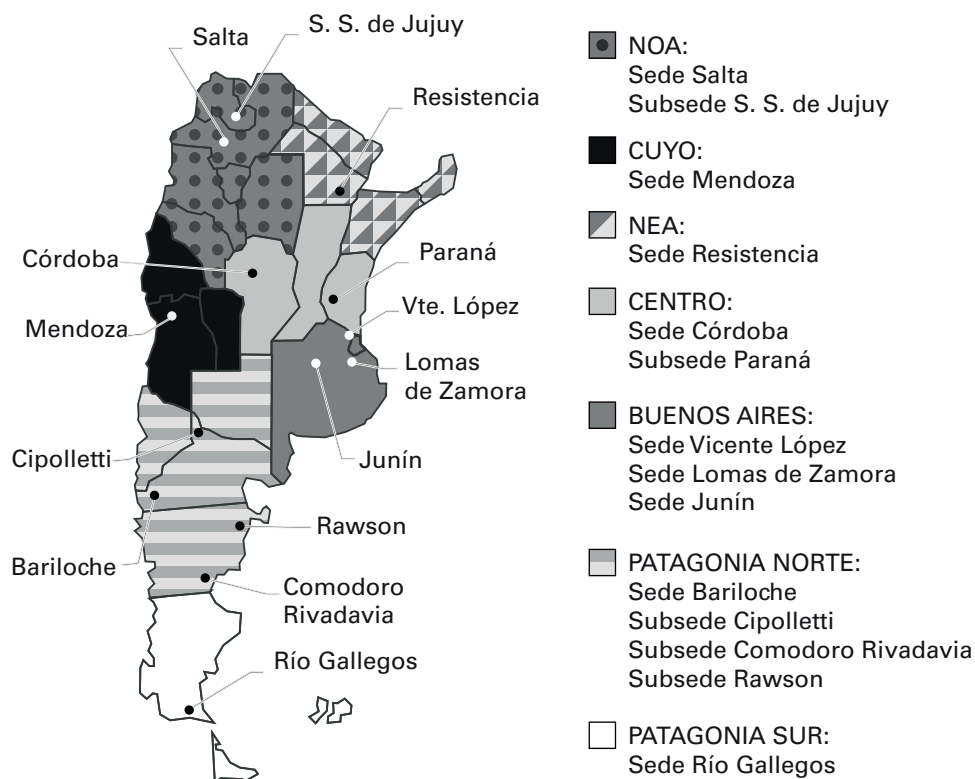 S. S. de Jujuy
Salta
Resistencia
Córdoba
Paraná
Vte. López
Mendoza
Lomas
de Zamora
Cipolletti
Junín
Rawson
Bariloche
Comodoro
Rivadavia
Río Gallegos
NOA:
Sede Salta
Subsede S. S. de Jujuy
CUYO:
Sede Mendoza
NEA:
Sede Resistencia
CENTRO:
Sede Córdoba
Subsede Paraná
BUENOS AIRES:
Sede Vicente López
Sede Lomas de Zamora
Sede Junín
PATAGONIA NORTE:
Sede Bariloche
Subsede Cipolletti
Subsede Comodoro Rivadavia
Subsede Rawson
PATAGONIA SUR:
Sede Río Gallegos